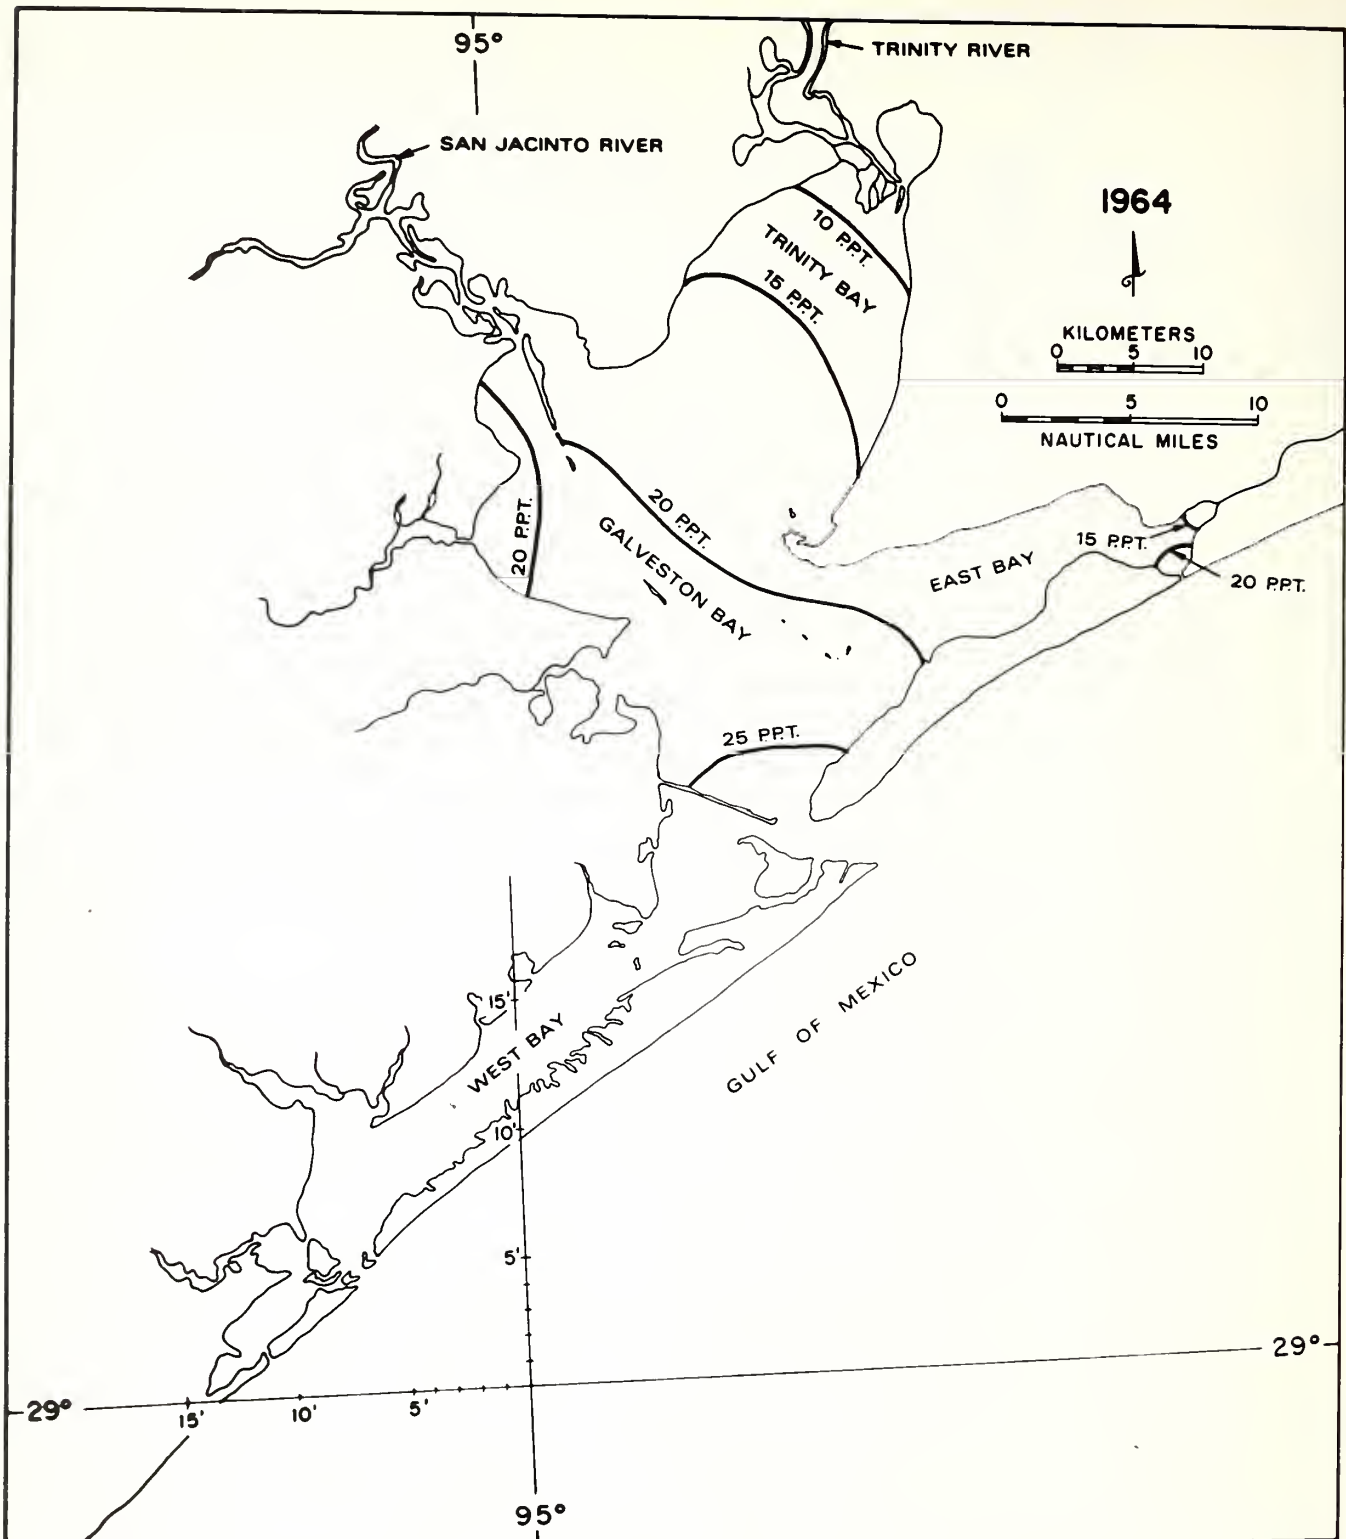 95°
TRINITY RIVER
SAN JACINTO RIVER
1964
10 P.P.T.
TRINITY BAY
15 P.P.T.
KILOMETERS
0 5 10
0 5 10
NAUTICAL MILES
20 P.P.T.
20 P.P.T.
GALVESTON BAY
15 P.P.T.
EAST BAY
20 P.P.T.
25 P.P.T.
GULF OF MEXICO
15'
WEST BAY
10'
5'
29°
29°
15' 10' 5'
95°